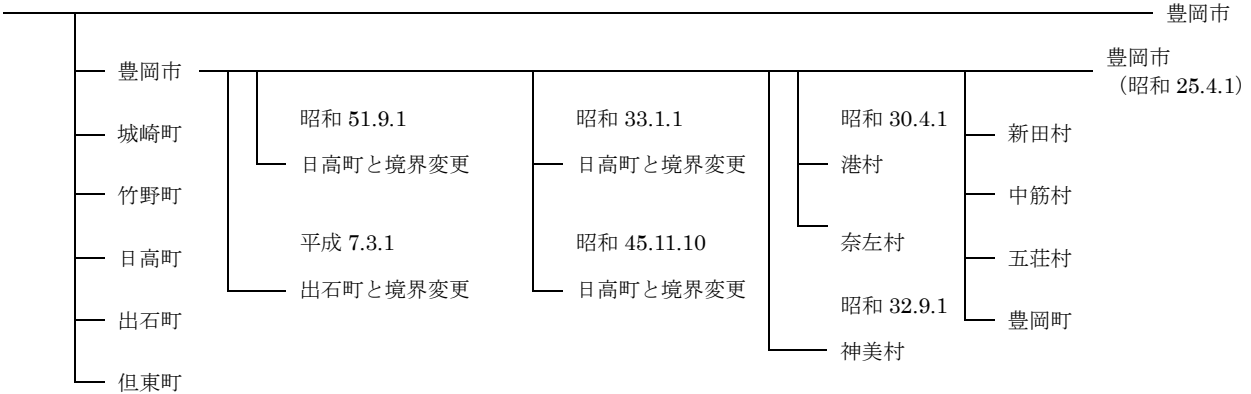 豊岡市
豊岡市
豊岡市
（昭和 25.4.1）
昭和 51.9.1
昭和 33.1.1
昭和 30.4.1
城崎町
新田村
日高町と境界変更
日高町と境界変更
港村
竹野町
中筋村
平成 7.3.1
昭和 45.11.10
奈左村
日高町
五荘村
出石町と境界変更
日高町と境界変更
昭和 32.9.1
出石町
豊岡町
神美村
但東町